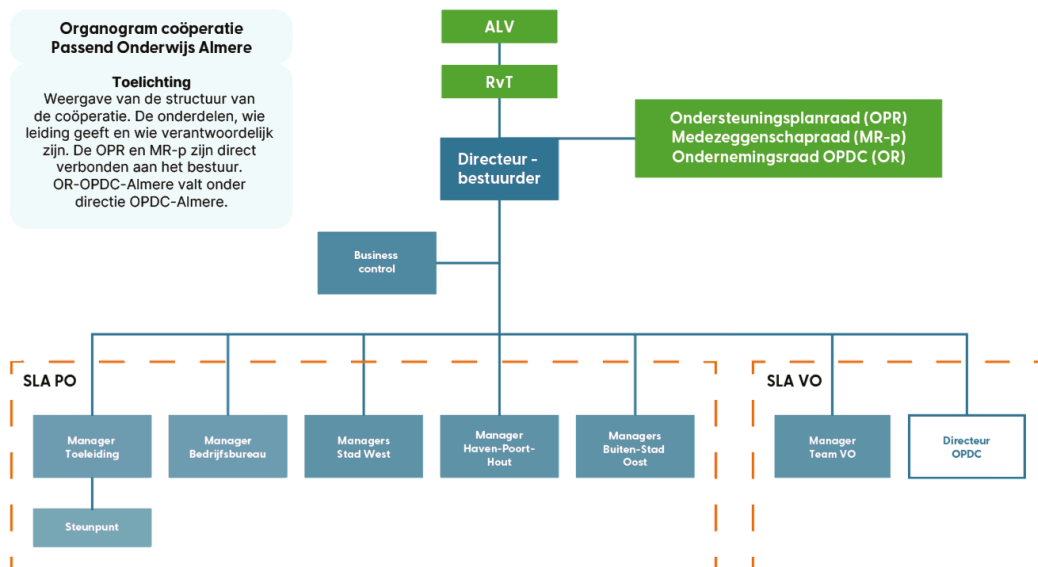 Organogram coöperatie
Passend Onderwijs Almere
Toelichting
Weergave van de structuur van
de coöperatie. De onderdelen, wie
leiding geeft en wie verantwoordelijk
zijn. De OPR en MR-p zijn direct
verbonden aan het bestuur.
OR-OPDC-Almere valt onder
directie OPDC-Almere.
ALV
RvT
Ondersteuningsplanraad (OPR)
Medezeggenschapraad (MR-p)
Ondernemingsraad OPDC (OR)
Directeur -
bestuurder
Business
control
SLA PO
SLA VO
Manager
Toeleiding
Manager
Bedrijfsbureau
Managers
Stad West
Manager
Haven-Poort-
Hout
Managers
Buiten-Stad
Oost
Manager
Team VO
Directeur
OPDC
Steunpunt